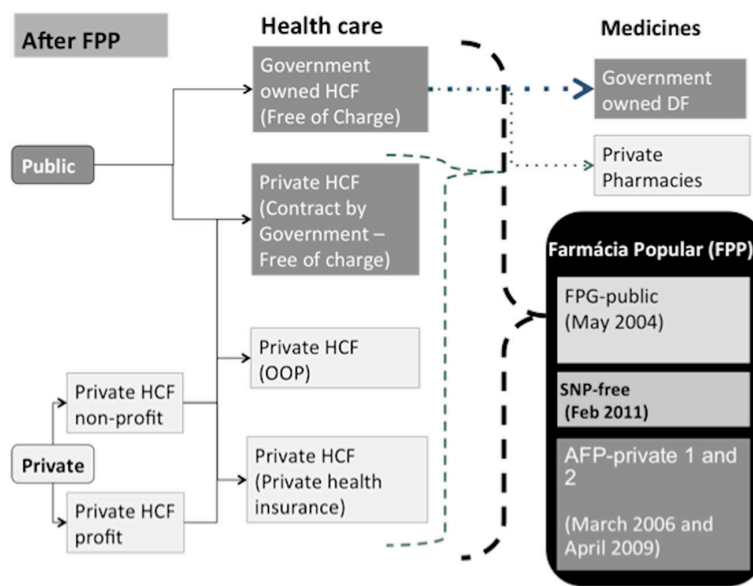 After FPP
Health care
Medicines
Government
owned HCF
(Free of Charge)
Government
owned DF
Public
Private HCF
(Contract by
Government –
Free of charge)
Private
Pharmacies
Farmácia Popular (FPP)
FPG-public
(May 2004)
Private HCF
(OOP)
SNP-free
(Feb 2011)
Private HCF
non-profit
Private
Private HCF
profit
Private HCF
(Private health
insurance)
AFP-private 1 and
2
(March 2006 and
April 2009)